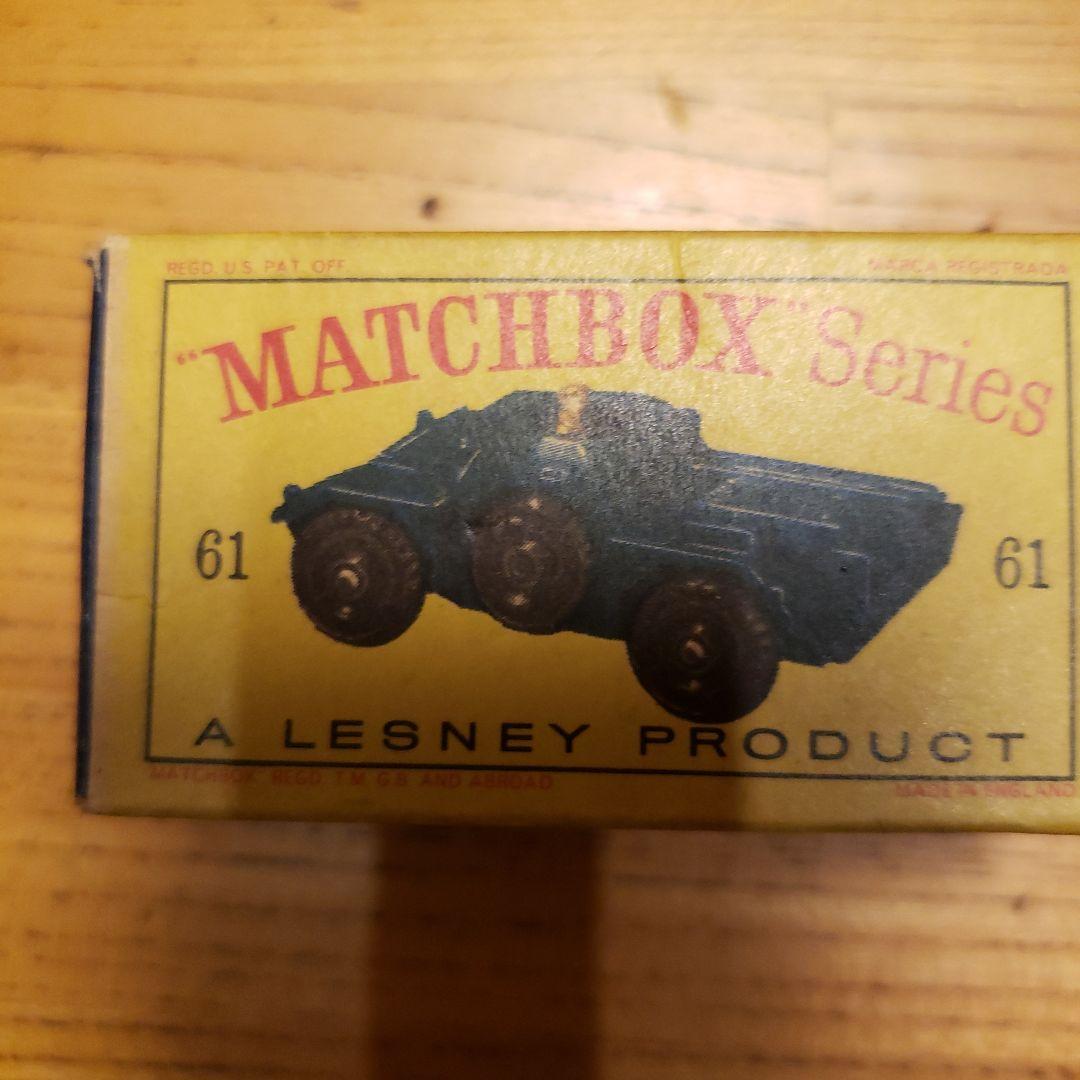 REGD. U.S. PAT. OFF.
MARCA REGISTRADA
"MATCHBOX" Series
61
61
A LESNEY PRODUCT
MATCHBOX REGD. T.M. G.B. AND ABROAD
MADE IN ENGLAND